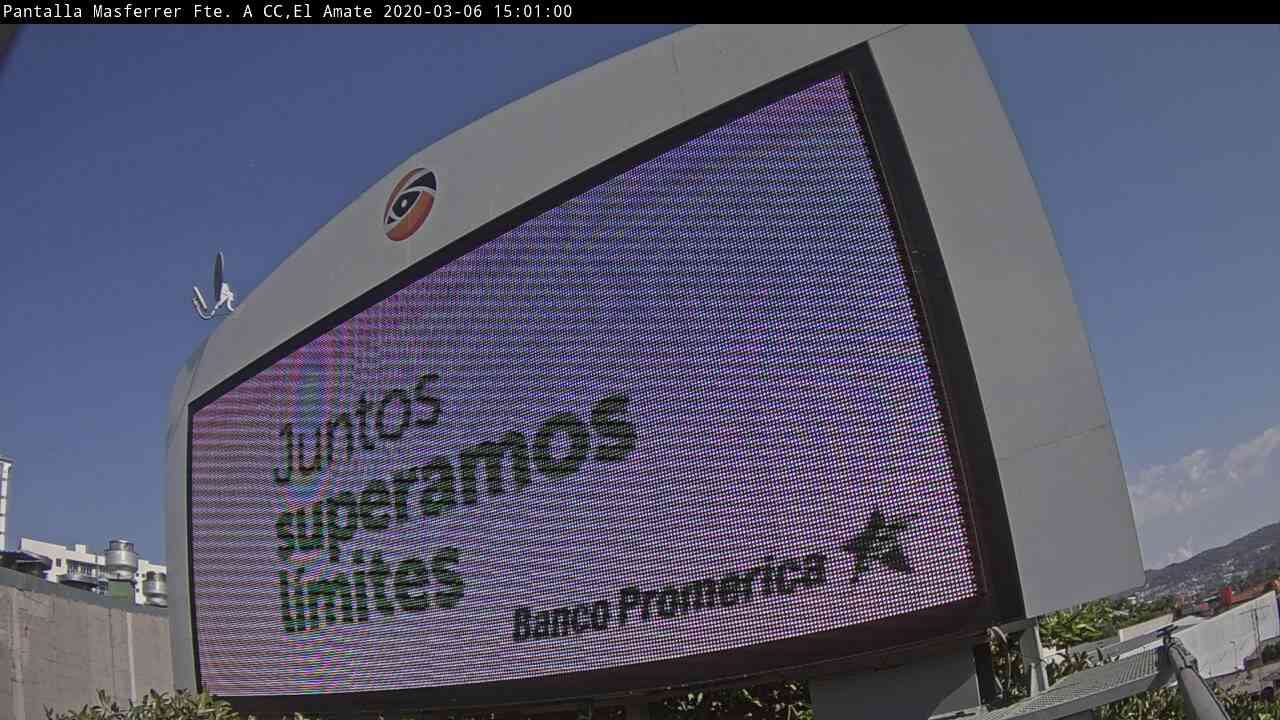 Pantalla Masferrer Fte. A CC,El Amate 2020-03-06 15:01:00
Juntos
superamos
límites
Banco Promerica